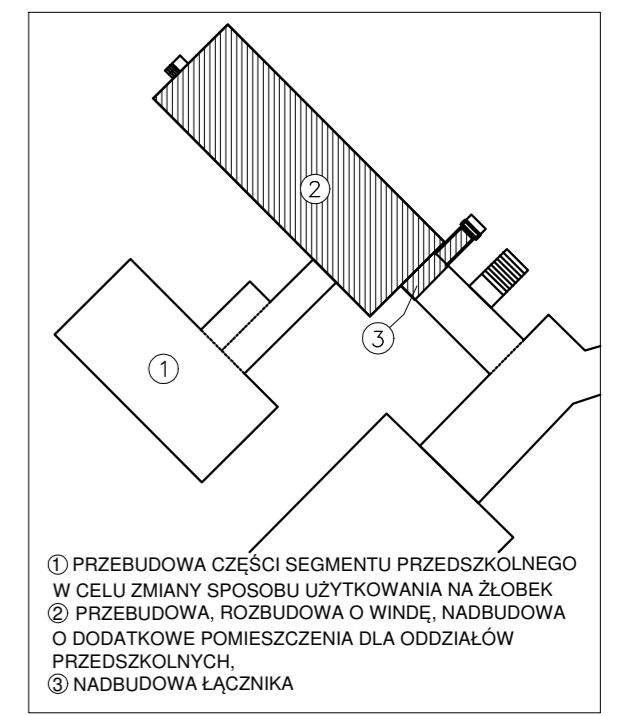 2
3
1
① PRZEBUDOWA CZĘŚCI SEGMENTU PRZEDSZKOLNEGO
W CELU ZMIANY SPOSOBU UŻYTKOWANIA NA ŻŁOBEK
② PRZEBUDOWA, ROZBUDOWA O WINDĘ, NADBUDOWA
O DODATKOWE POMIESZCZENIA DLA ODDZIAŁÓW
PRZEDSZKOLNYCH,
③ NADBUDOWA ŁĄCZNIKA